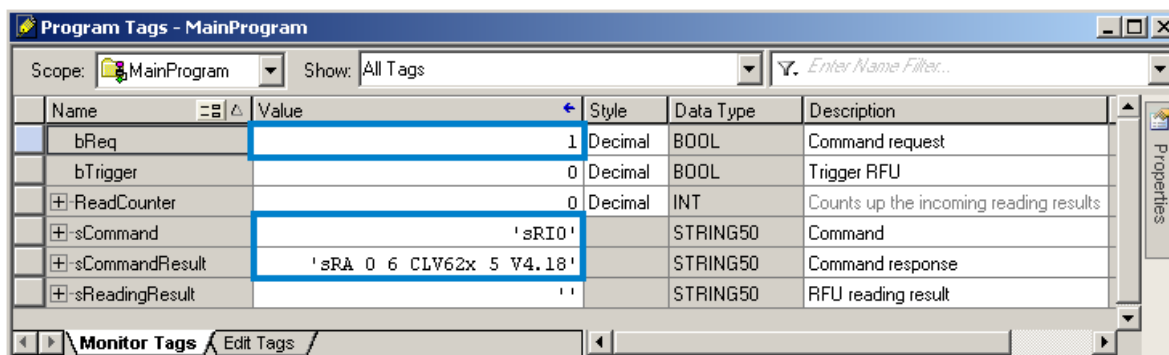 Program Tags - MainProgram
Scope: MainProgram Show: All Tags Enter Name Filter...
Name Value Style Data Type Description
bReq 1 Decimal BOOL Command request
bTrigger 0 Decimal BOOL Trigger RFU
ReadCounter 0 Decimal INT Counts up the incoming reading results
sCommand 'sRI0' STRING50 Command
sCommandResult 'sRA 0 6 CLV62x 5 V4.18' STRING50 Command response
sReadingResult '' STRING50 RFU reading result
Monitor Tags Edit Tags
Properties